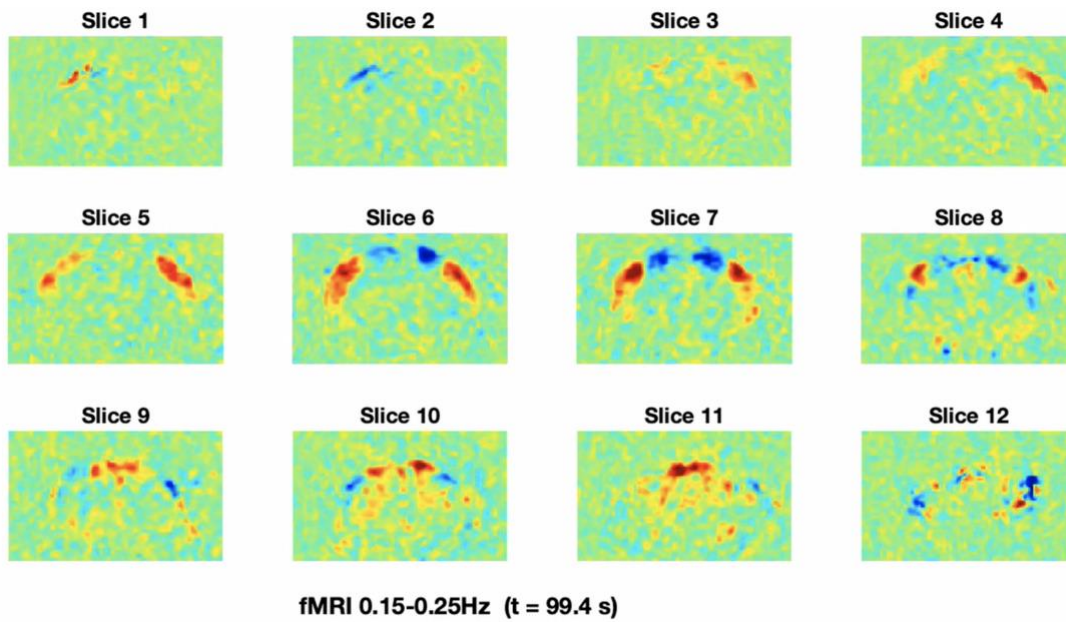 Slice 1
Slice 2
Slice 3
Slice 4
Slice 5
Slice 6
Slice 7
Slice 8
Slice 9
Slice 10
Slice 11
Slice 12
fMRI 0.15-0.25Hz (t = 99.4 s)